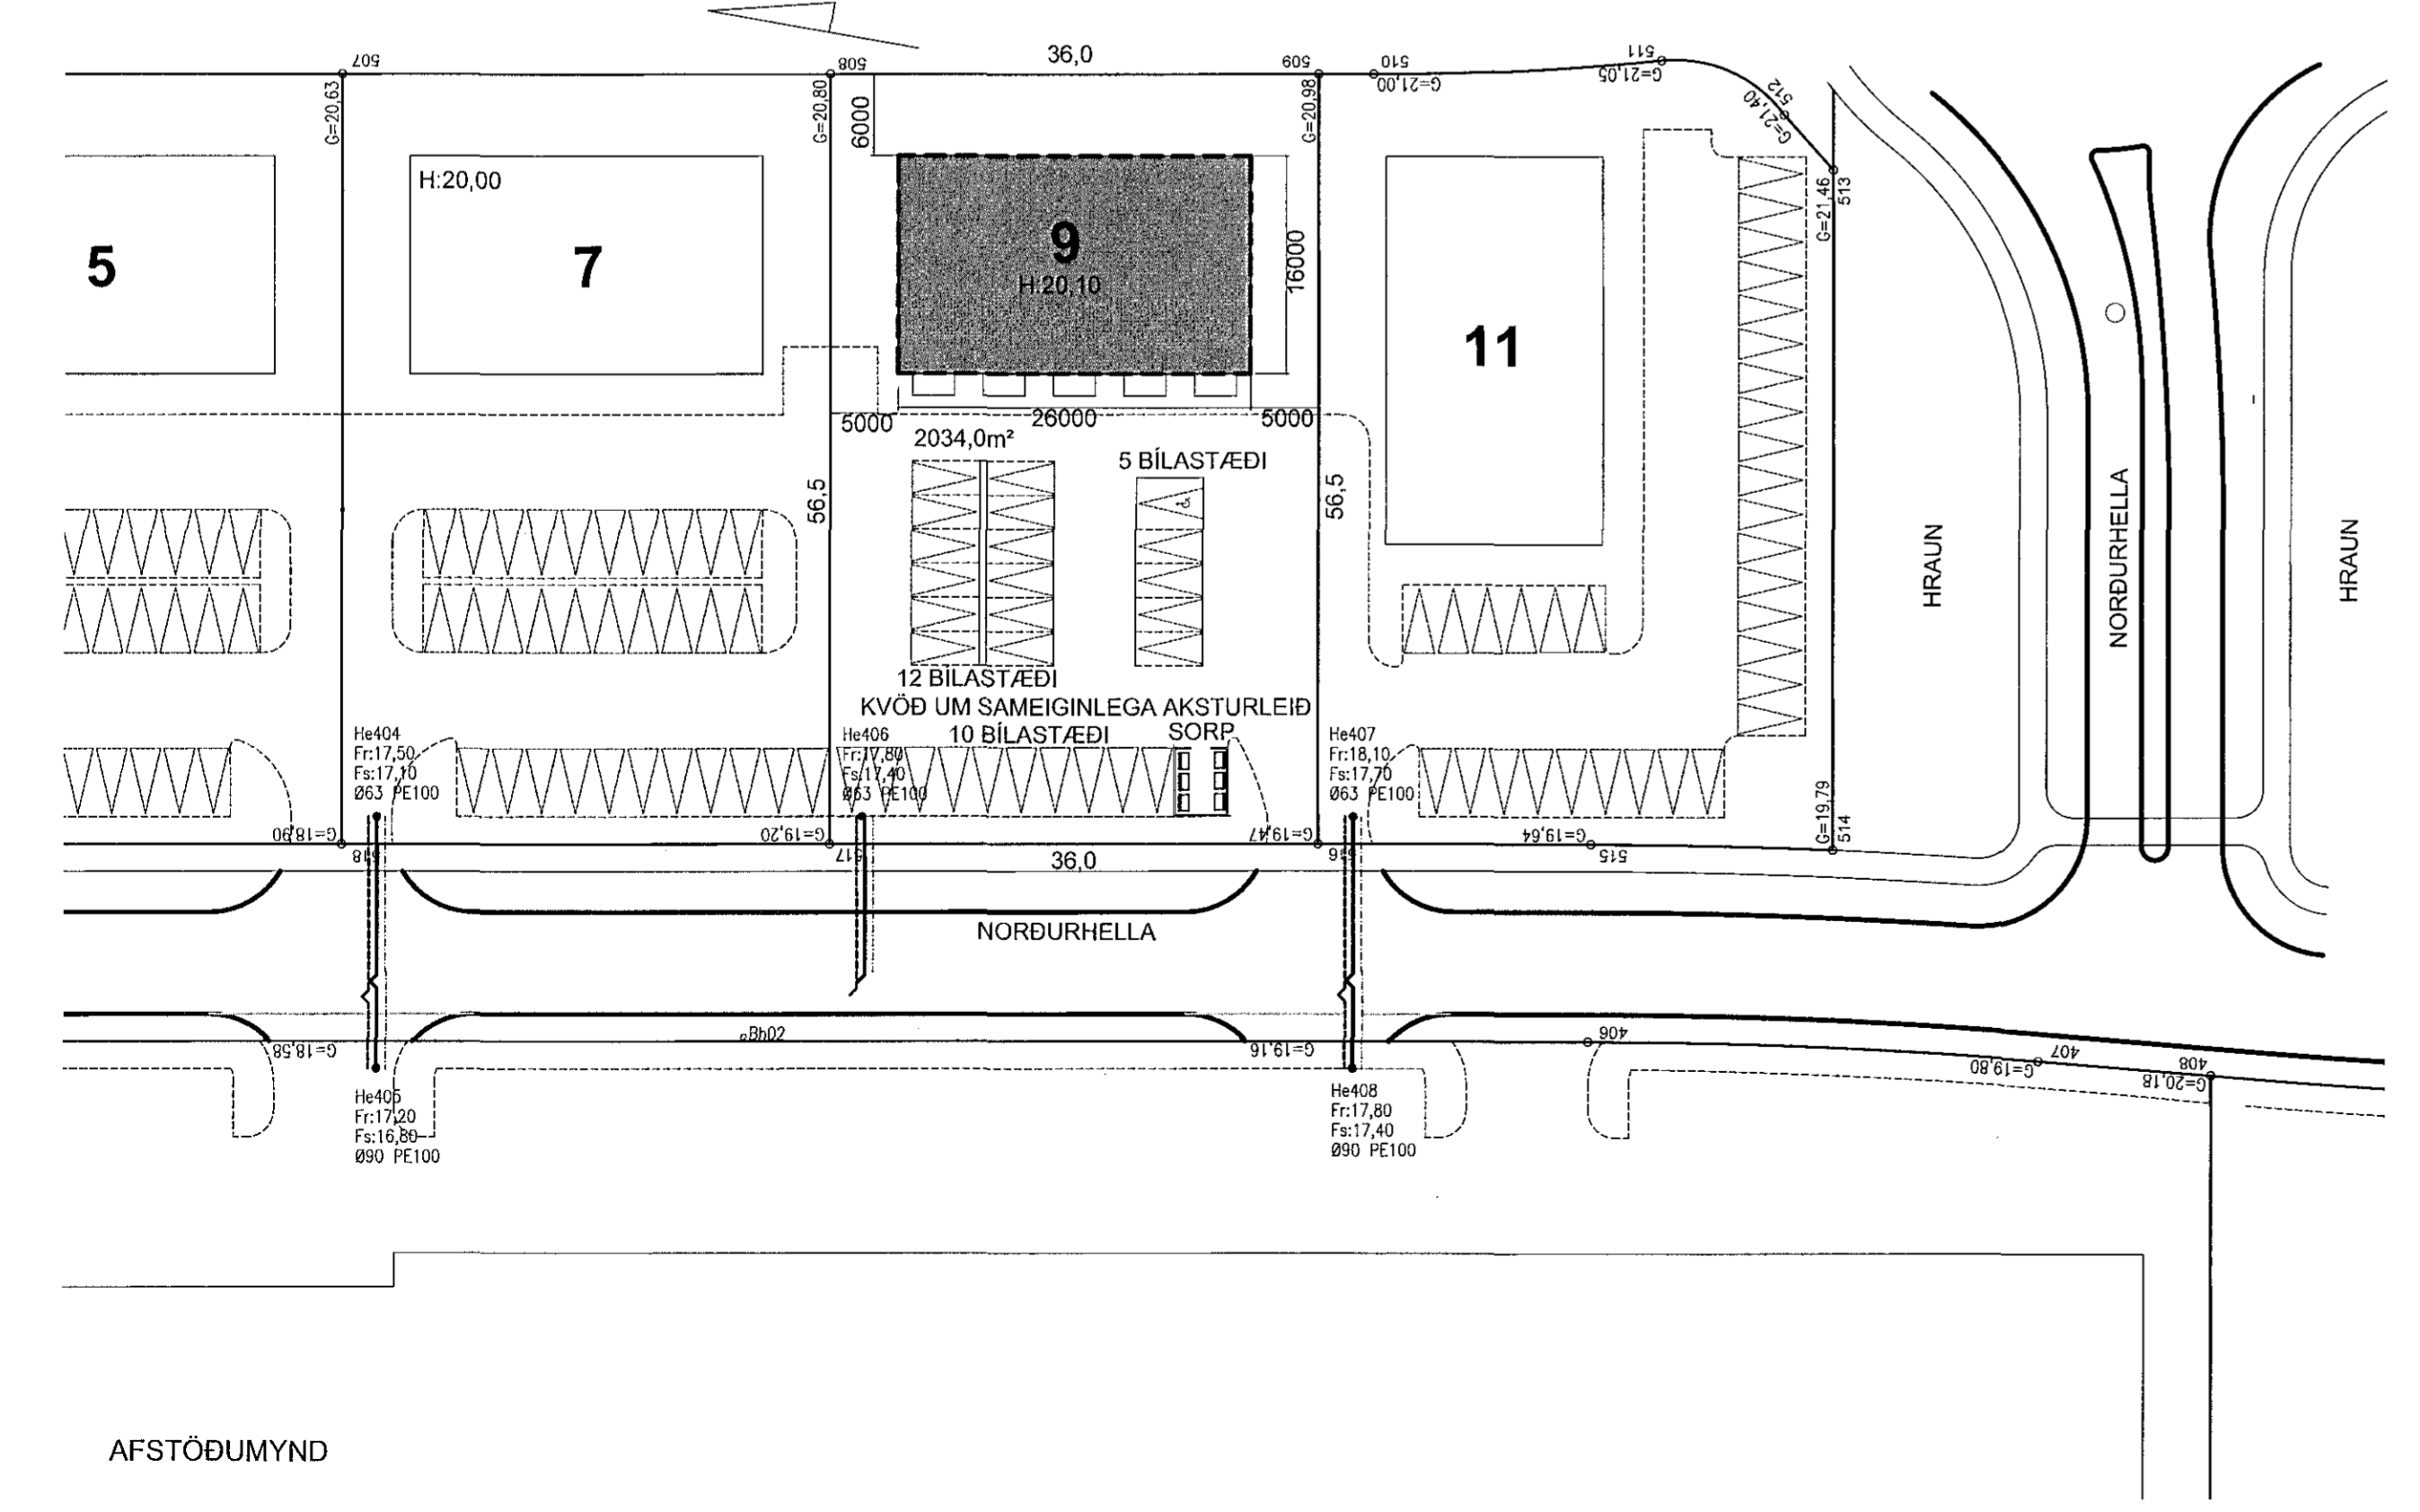 36,0
507
508
509
510
511
512
G=20,63
G=20,80
G=20,98
G=21,00
G=21,05
G=21,40
G=21,46
513
6000
H:20,00
5
7
9
H:20,10
16000
11
5000
26000
5000
2034,0m²
5 BÍLASTÆÐI
56,5
56,5
12 BÍLASTÆÐI
KVÖÐ UM SAMEIGINLEGA AKSTURLEIÐ
10 BÍLASTÆÐI
SORP
HRAUN
NORÐURHELLA
HRAUN
He404
Fr:17,50
Fs:17,10
Ø63 PE100
He406
Fr:17,80
Fs:17,40
Ø63 PE100
He407
Fr:18,10
Fs:17,70
Ø63 PE100
G=18,90
G=19,20
G=19,47
G=19,64
G=19,79
514
518
517
36,0
516
515
NORÐURHELLA
G=18,58
Bh02
G=19,16
406
407
G=19,80
408
G=20,18
He405
Fr:17,20
Fs:16,80
Ø90 PE100
He408
Fr:17,80
Fs:17,40
Ø90 PE100
AFSTÖÐUMYND